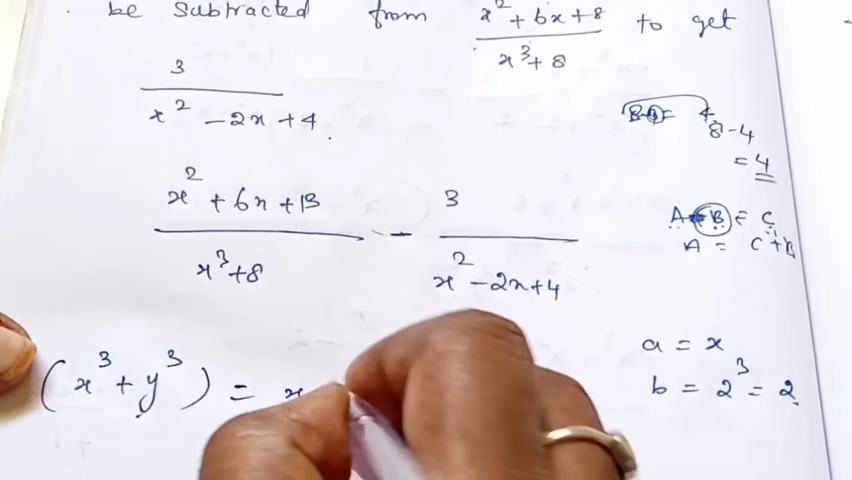 be subtracted from x² + 6x + 8 / x³ + 8 to get
3 / x² - 2x + 4 .
8 - 4
= 4
x² + 6x + 13 / x³ + 8 - 3 / x² - 2x + 4
A - B = C
A = C + B
a = x
b = 2³ = 2
(x³ + y³) = x